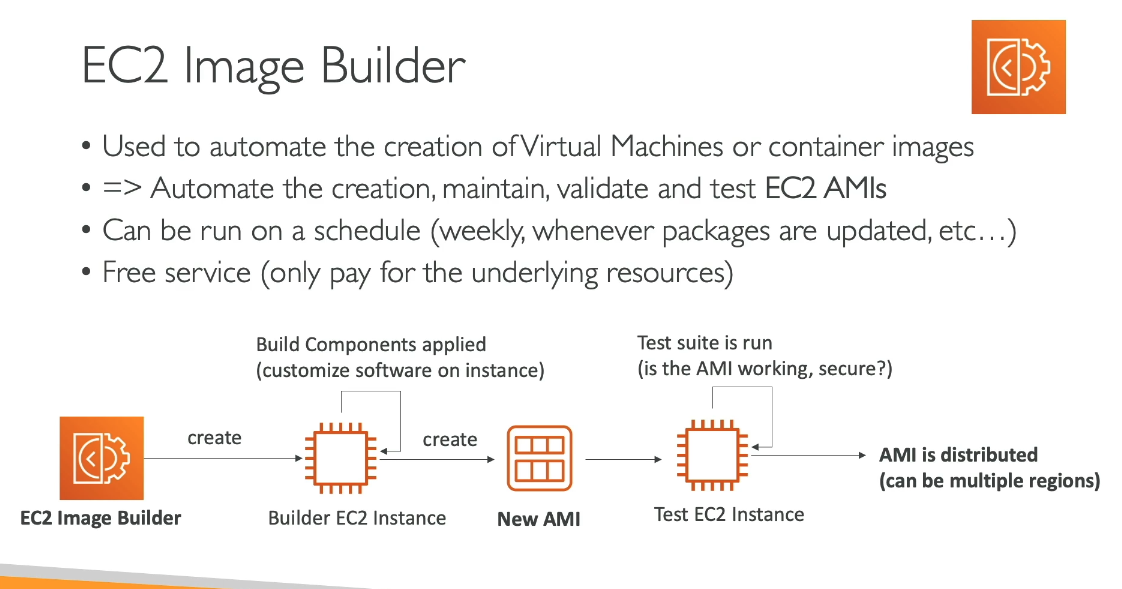 EC2 Image Builder
• Used to automate the creation of Virtual Machines or container images
• => Automate the creation, maintain, validate and test EC2 AMIs
• Can be run on a schedule (weekly, whenever packages are updated, etc…)
• Free service (only pay for the underlying resources)
Build Components applied
(customize software on instance)
Test suite is run
(is the AMI working, secure?)
create
create
AMI is distributed
(can be multiple regions)
EC2 Image Builder
Builder EC2 Instance
New AMI
Test EC2 Instance